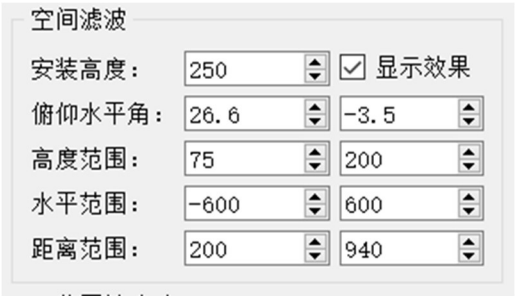 空间滤波
安装高度： 250 显示效果
俯仰水平角： 26.6 -3.5
高度范围： 75 200
水平范围： -600 600
距离范围： 200 940